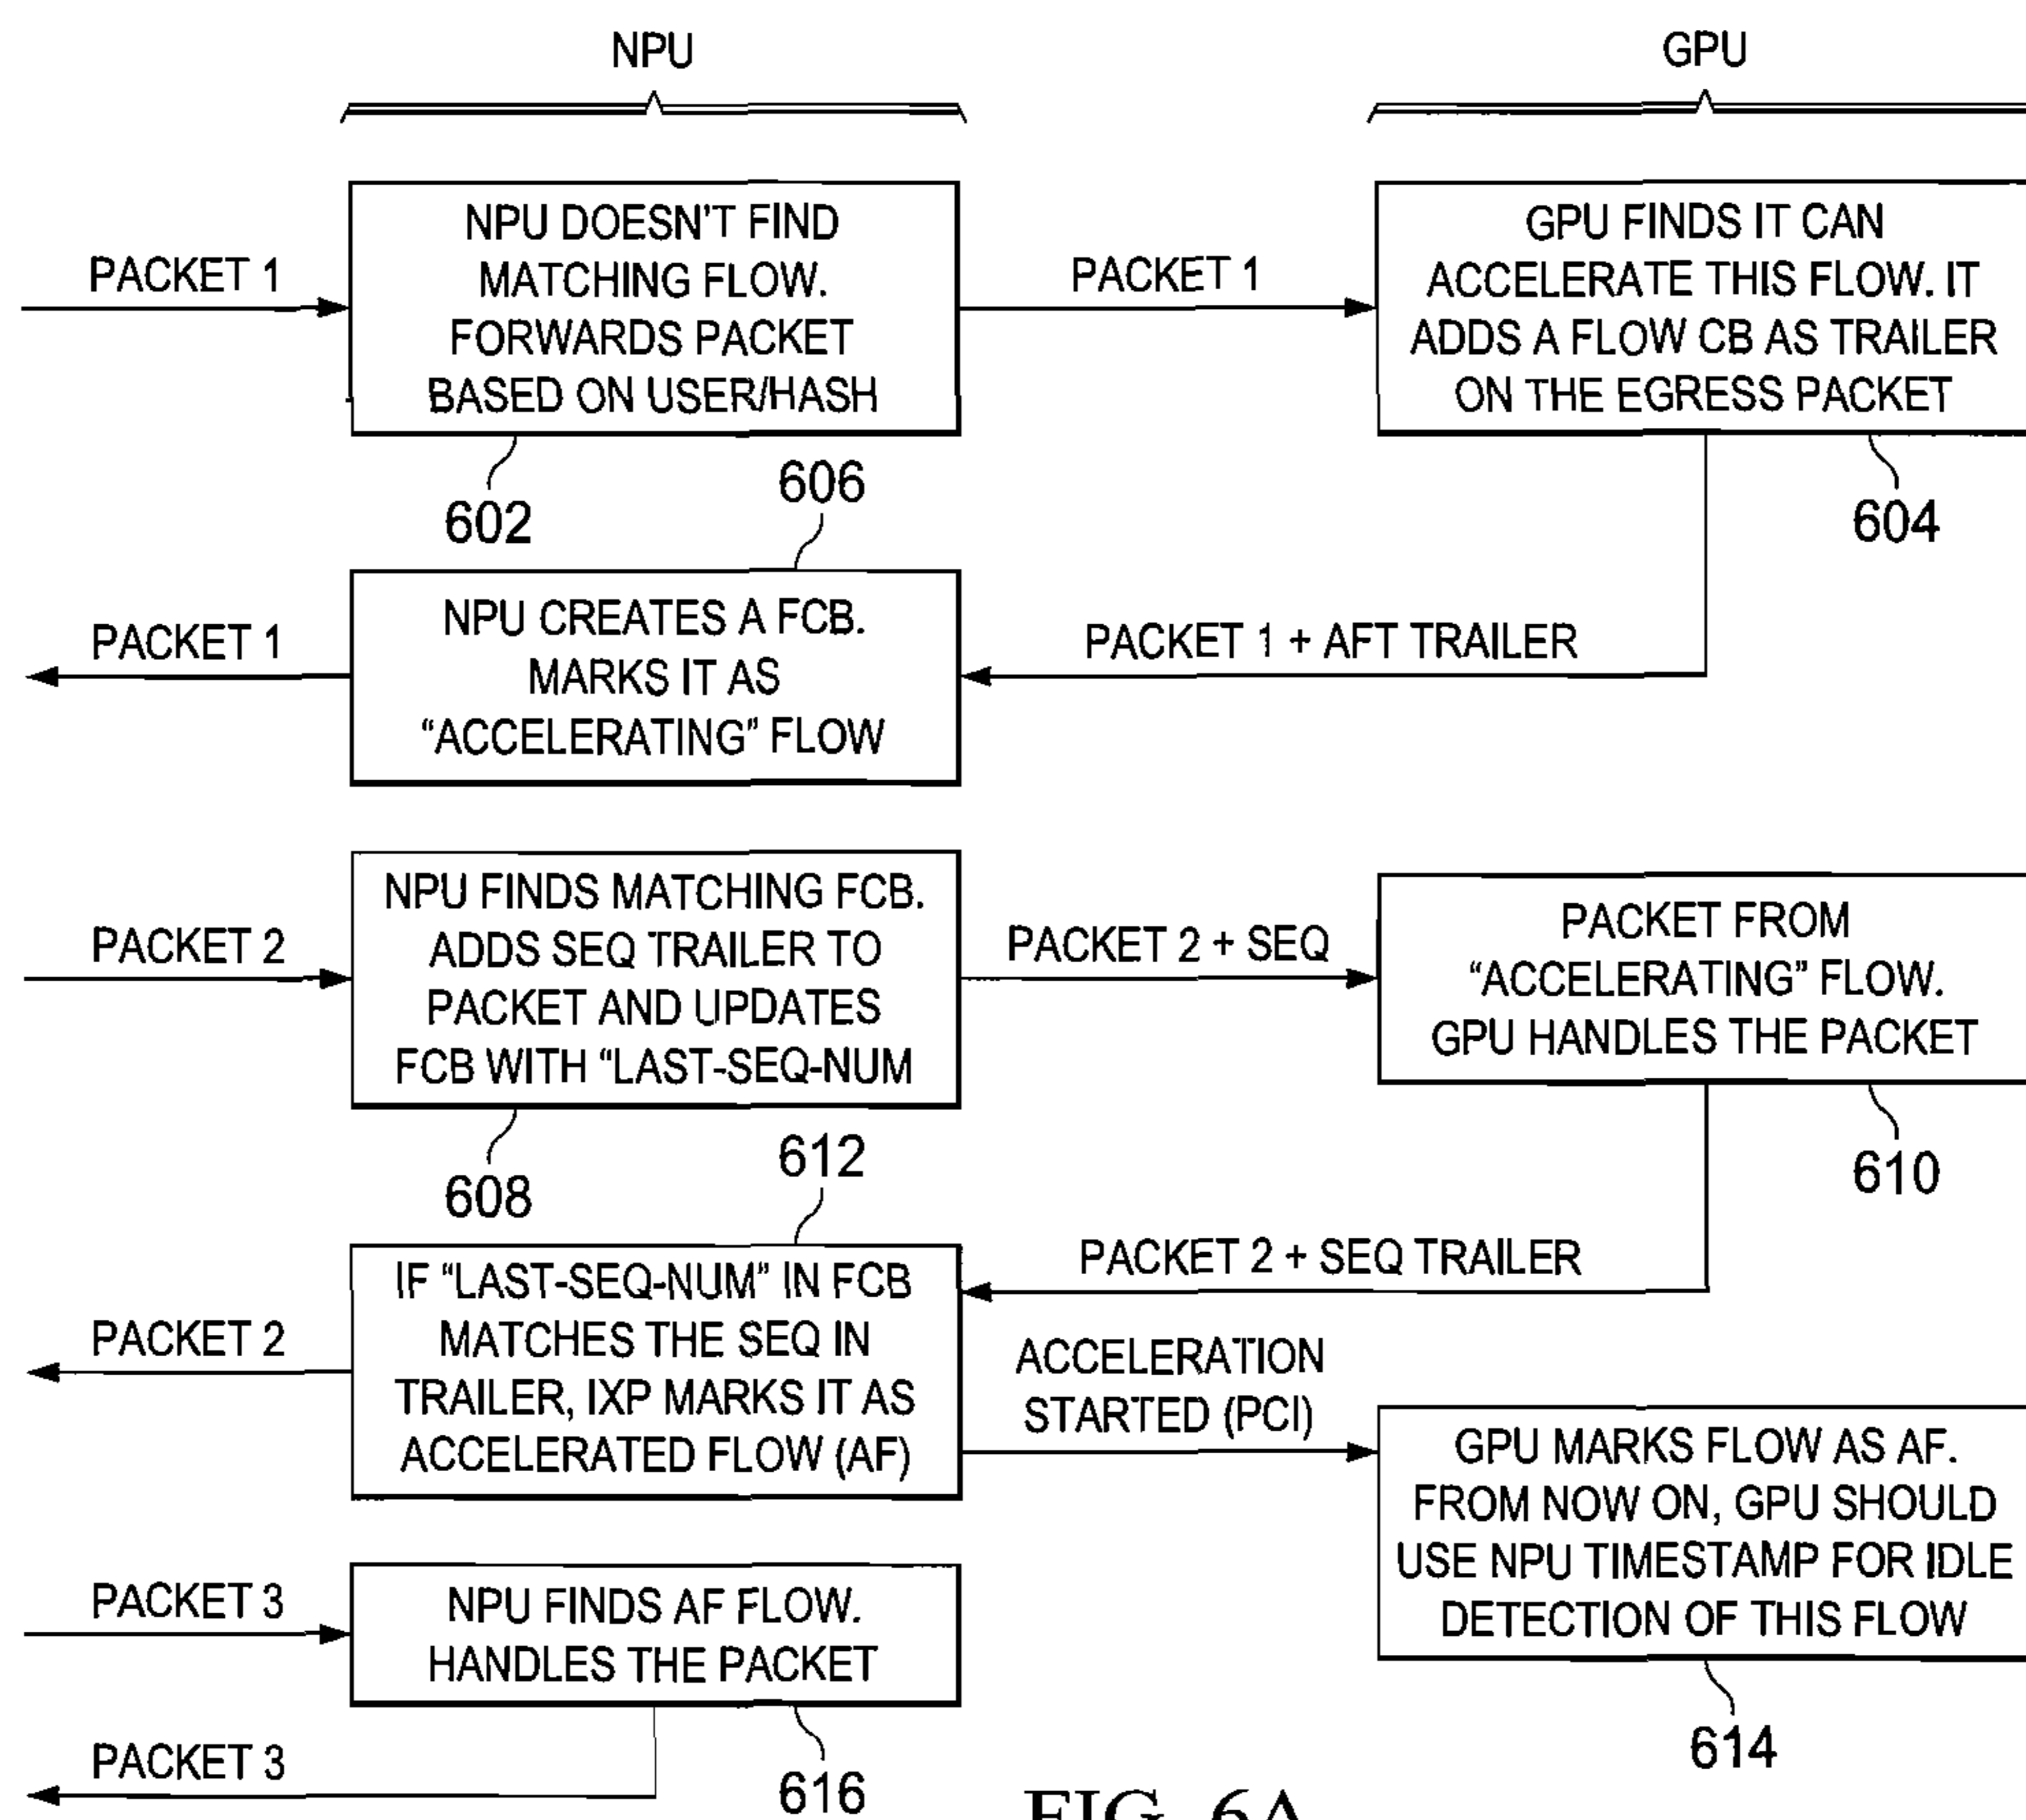 NPU
GPU
PACKET 1
NPU DOESN'T FIND
MATCHING FLOW.
FORWARDS PACKET
BASED ON USER/HASH
602
PACKET 1
GPU FINDS IT CAN
ACCELERATE THIS FLOW. IT
ADDS A FLOW CB AS TRAILER
ON THE EGRESS PACKET
604
606
PACKET 1
NPU CREATES A FCB.
MARKS IT AS
“ACCELERATING” FLOW
PACKET 1 + AFT TRAILER
PACKET 2
NPU FINDS MATCHING FCB.
ADDS SEQ TRAILER TO
PACKET AND UPDATES
FCB WITH “LAST-SEQ-NUM
608
PACKET 2 + SEQ
PACKET FROM
“ACCELERATING” FLOW.
GPU HANDLES THE PACKET
610
612
PACKET 2
IF “LAST-SEQ-NUM” IN FCB
MATCHES THE SEQ IN
TRAILER, IXP MARKS IT AS
ACCELERATED FLOW (AF)
PACKET 2 + SEQ TRAILER
ACCELERATION
STARTED (PCI)
GPU MARKS FLOW AS AF.
FROM NOW ON, GPU SHOULD
USE NPU TIMESTAMP FOR IDLE
DETECTION OF THIS FLOW
614
PACKET 3
NPU FINDS AF FLOW.
HANDLES THE PACKET
616
PACKET 3
FIG. 6A